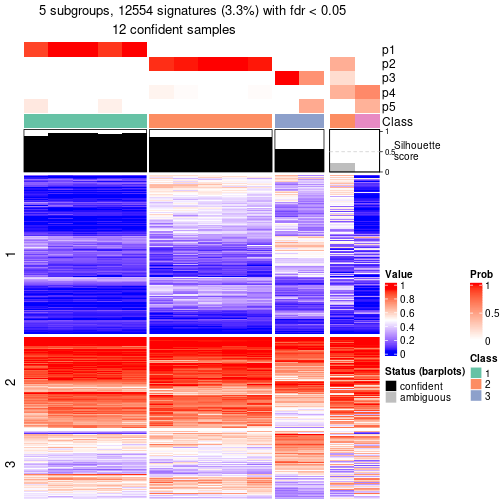 5 subgroups, 12554 signatures (3.3%) with fdr < 0.05
12 confident samples
p1
p2
p3
p4
p5
Class
1
0.5
0
Silhouette
score
1
2
3
Value
1
0.8
0.6
0.4
0.2
0
Prob
1
0.5
0
Status (barplots)
confident
ambiguous
Class
1
2
3